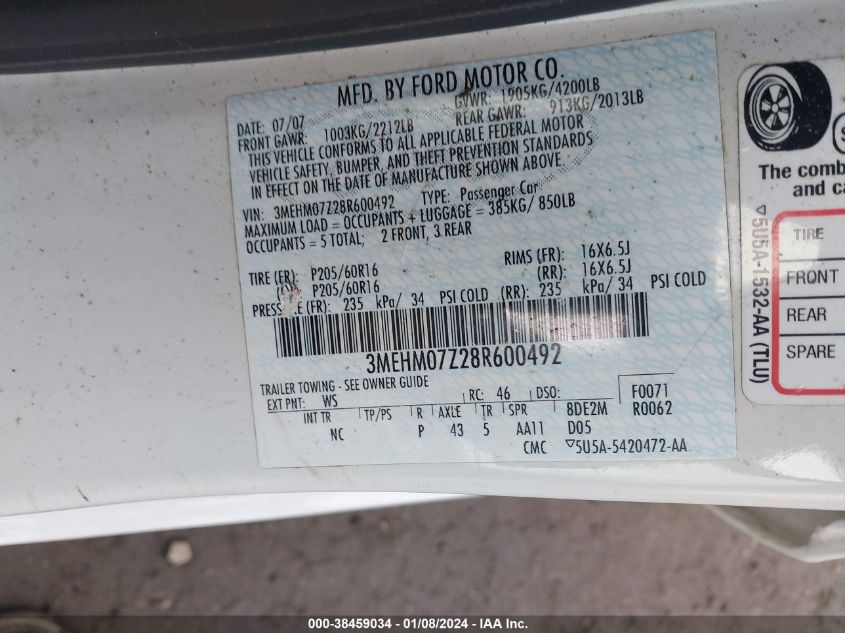 MFD. BY FORD MOTOR CO.
DATE: 07/07 GVWR: 1905KG/4200LB
FRONT GAWR: 1003KG/2212LB REAR GAWR: 913KG/2013LB
THIS VEHICLE CONFORMS TO ALL APPLICABLE FEDERAL MOTOR
VEHICLE SAFETY, BUMPER, AND THEFT PREVENTION STANDARDS
IN EFFECT ON THE DATE OF MANUFACTURE SHOWN ABOVE
VIN: 3MEHM07Z28R600492 TYPE: Passenger Car
MAXIMUM LOAD = OCCUPANTS + LUGGAGE = 385KG/ 850LB
OCCUPANTS = 5 TOTAL; 2 FRONT, 3 REAR
TIRE (FR): P205/60R16 RIMS (FR): 16X6.5J
P205/60R16 (RR): 16X6.5J
(FR): 235 kPa/ 34 PSI COLD (RR): 235 kPa/ 34 PSI COLD
3MEHM07Z28R600492
TRAILER TOWING - SEE OWNER GUIDE
EXT PNT: WS RC: 46 DSO: F0071
INT TR TP/PS R AXLE TR SPR 8DE2M R0062
NC P 43 5 AA11 D05
CMC ▽5U5A-5420472-AA
▽5U5A-1532-AA (TLU)
The comb
and ca
TIRE
FRONT
REAR
SPARE
000-38459034 - 01/08/2024 - IAA Inc.